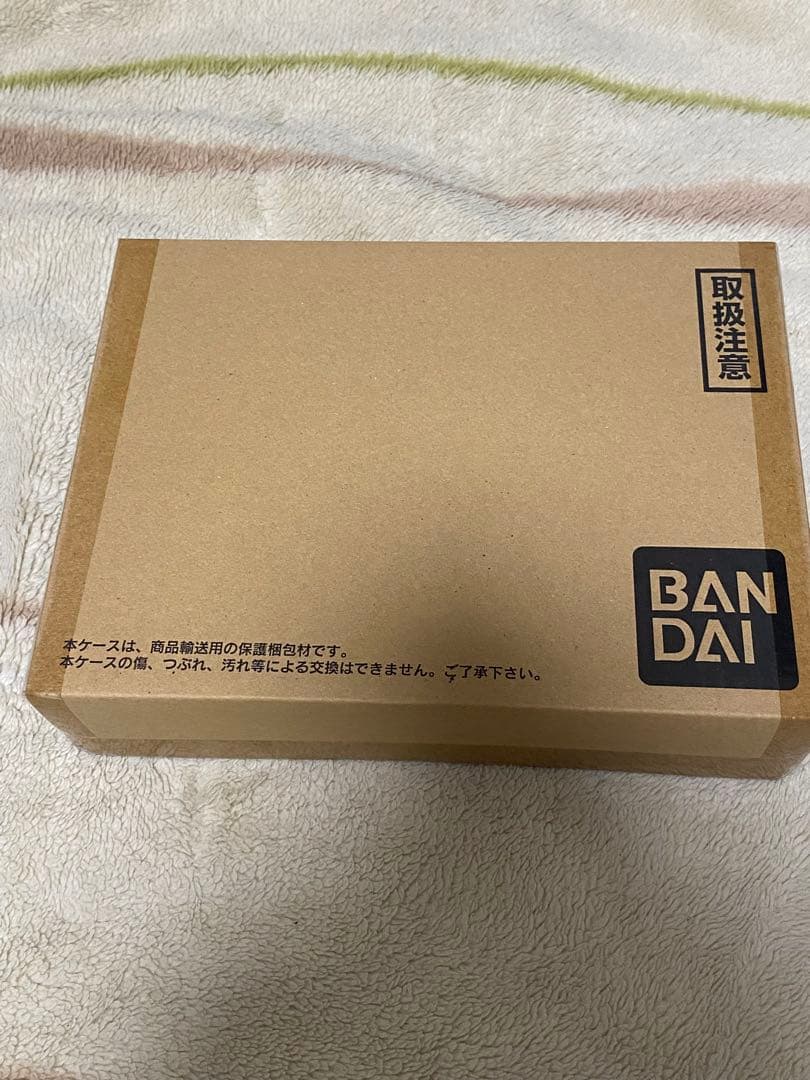 取扱注意
BAN
DAI
本ケースは、商品輸送用の保護梱包材です。
本ケースの傷、つぶれ、汚れ等による交換はできません。ご了承下さい。